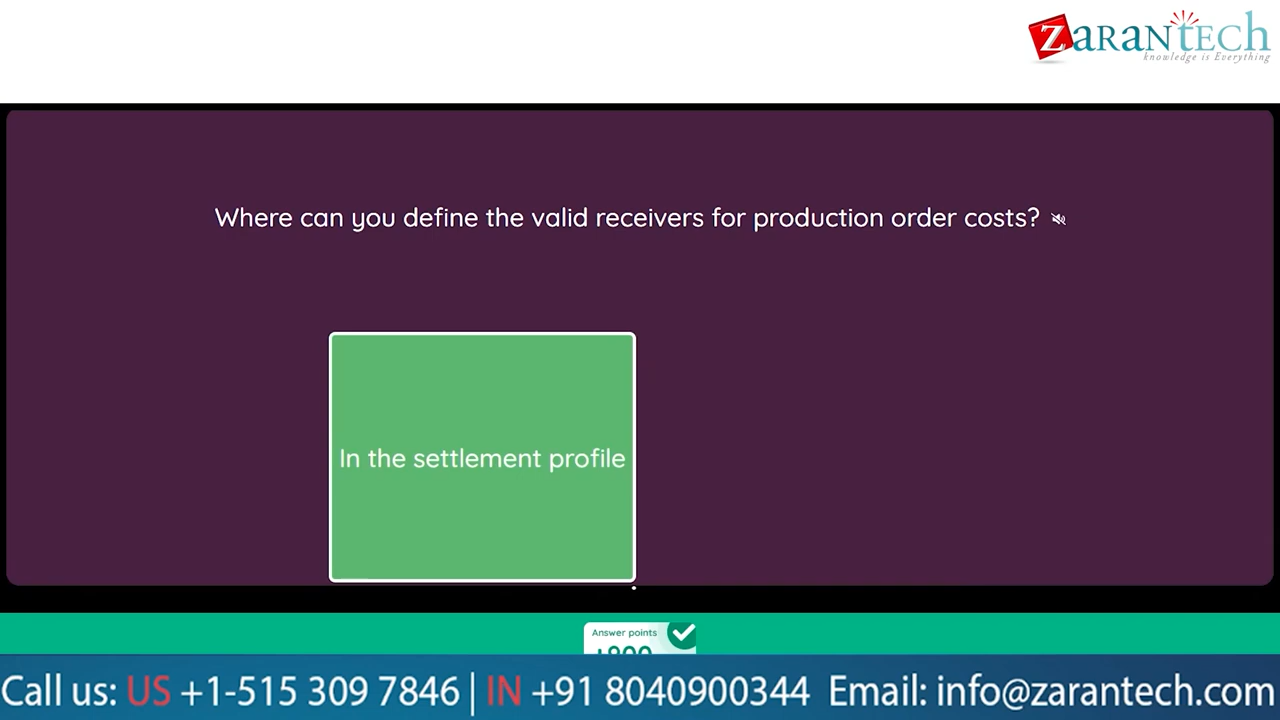 ZARANTECH
knowledge is Everything
Where can you define the valid receivers for production order costs?
In the settlement profile
Answer points
Call us: US +1-515 309 7846 | IN +91 8040900344 Email: info@zarantech.com